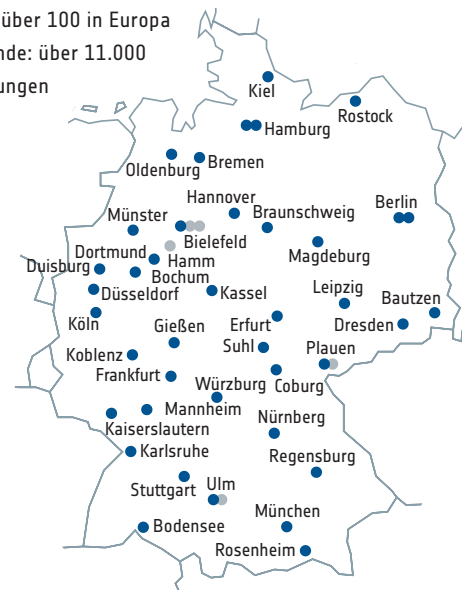 über 100 in Europa
nde: über 11.000
ungen
Kiel
Rostock
Hamburg
Oldenburg
Bremen
Hannover
Berlin
Münster
Braunschweig
Bielefeld
Magdeburg
Dortmund
Hamm
Duisburg
Bochum
Düsseldorf
Kassel
Leipzig
Bautzen
Köln
Gießen
Erfurt
Dresden
Koblenz
Suhl
Plauen
Frankfurt
Würzburg
Coburg
Mannheim
Kaiserslautern
Nürnberg
Karlsruhe
Regensburg
Stuttgart
Ulm
München
Bodensee
Rosenheim